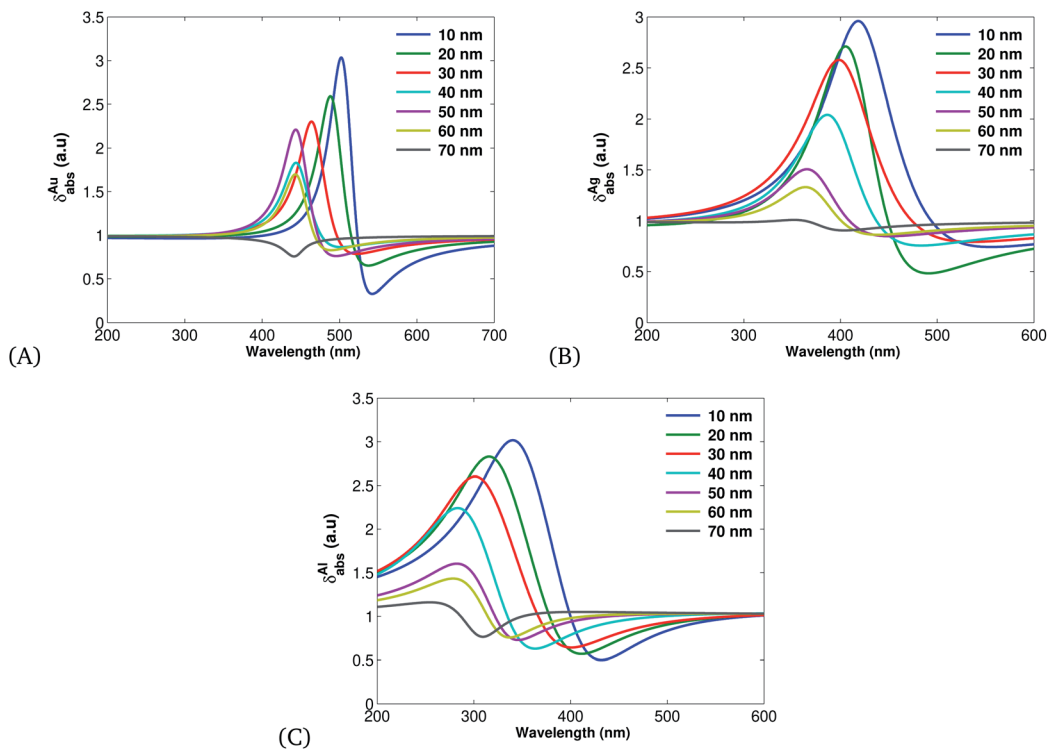 3.5
3
2.5
2
1.5
1
0.5
0
200
300
400
500
600
700
Wavelength (nm)
δ^Au_abs (a.u)
10 nm
20 nm
30 nm
40 nm
50 nm
60 nm
70 nm
(A)
3
2.5
2
1.5
1
0.5
0
200
300
400
500
600
Wavelength (nm)
δ^Ag_abs (a.u)
10 nm
20 nm
30 nm
40 nm
50 nm
60 nm
70 nm
(B)
3.5
3
2.5
2
1.5
1
0.5
0
200
300
400
500
600
Wavelength (nm)
δ^Al_abs (a.u)
10 nm
20 nm
30 nm
40 nm
50 nm
60 nm
70 nm
(C)